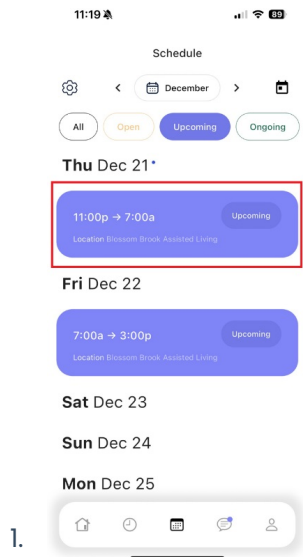 11:19
89
Schedule
December
All
Open
Upcoming
Ongoing
Thu Dec 21
11:00p → 7:00a
Upcoming
Location Blossom Brook Assisted Living
Fri Dec 22
7:00a → 3:00p
Upcoming
Location Blossom Brook Assisted Living
Sat Dec 23
Sun Dec 24
Mon Dec 25
1.